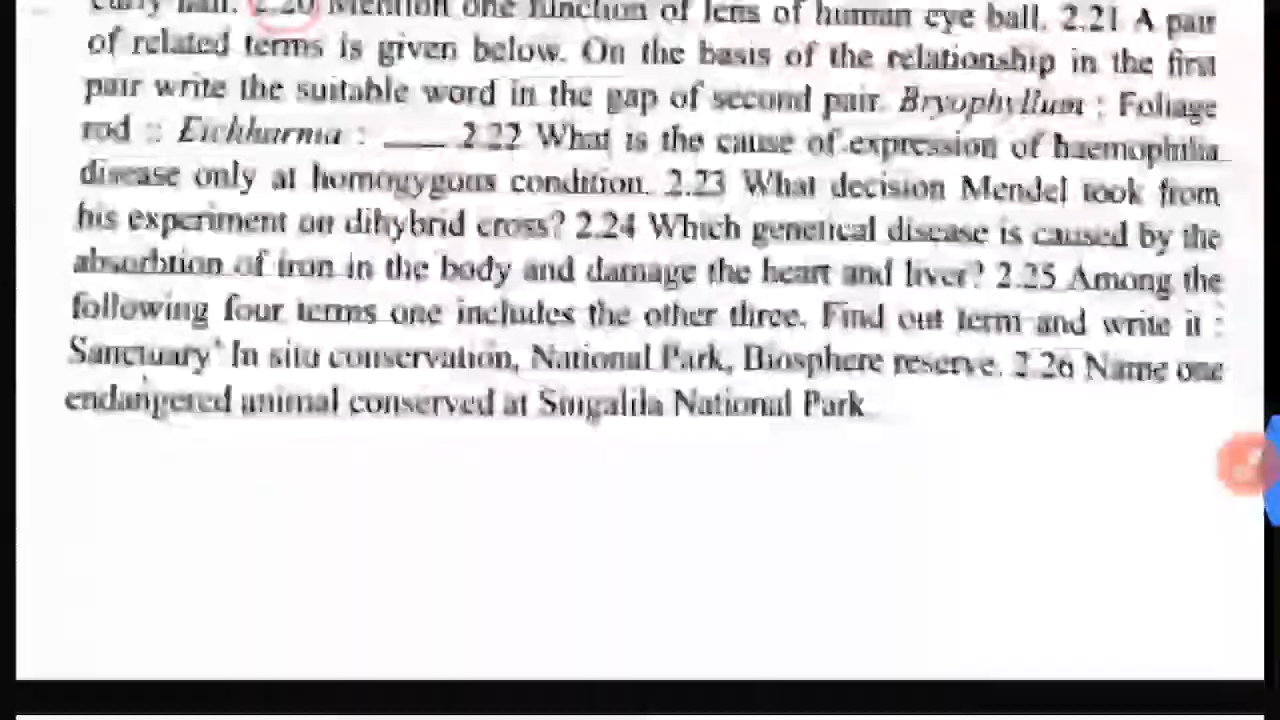 curly hair. 2.20 Mention one function of lens of human eye ball. 2.21 A pair
of related terms is given below. On the basis of the relationship in the first
pair write the suitable word in the gap of second pair. Bryophyllum : Foliage
rod :: Eichharnia : ___ 2.22 What is the cause of expression of haemophilia
disease only at homogygous condition. 2.23 What decision Mendel took from
his experiment on dihybrid cross? 2.24 Which genetical disease is caused by the
absorbtion of iron in the body and damage the heart and liver? 2.25 Among the
following four terms one includes the other three. Find out term and write it :
Sanctuary, In situ conservation, National Park, Biosphere reserve. 2.26 Name one
endangered animal conserved at Singalila National Park